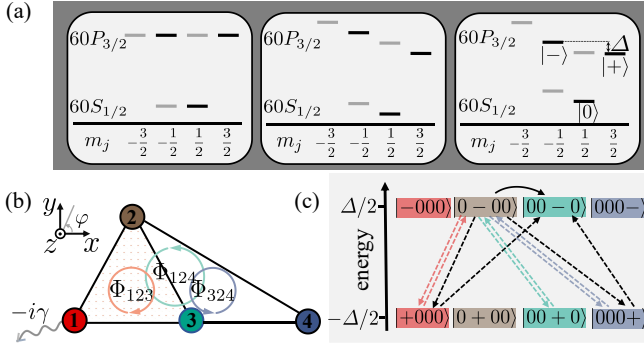 (a)
60P3/2
60S1/2
mj −3/2 −1/2 1/2 3/2
60P3/2
60S1/2
mj −3/2 −1/2 1/2 3/2
60P3/2
|−⟩ Δ
|+⟩
60S1/2
|0⟩
mj −3/2 −1/2 1/2 3/2
(b)
y
φ
z x
2
Φ123 Φ124 Φ324
−iγ
1 3 4
(c)
energy
Δ/2 |−000⟩ |0−00⟩ |00−0⟩ |000−⟩
−Δ/2 |+000⟩ |0+00⟩ |00+0⟩ |000+⟩